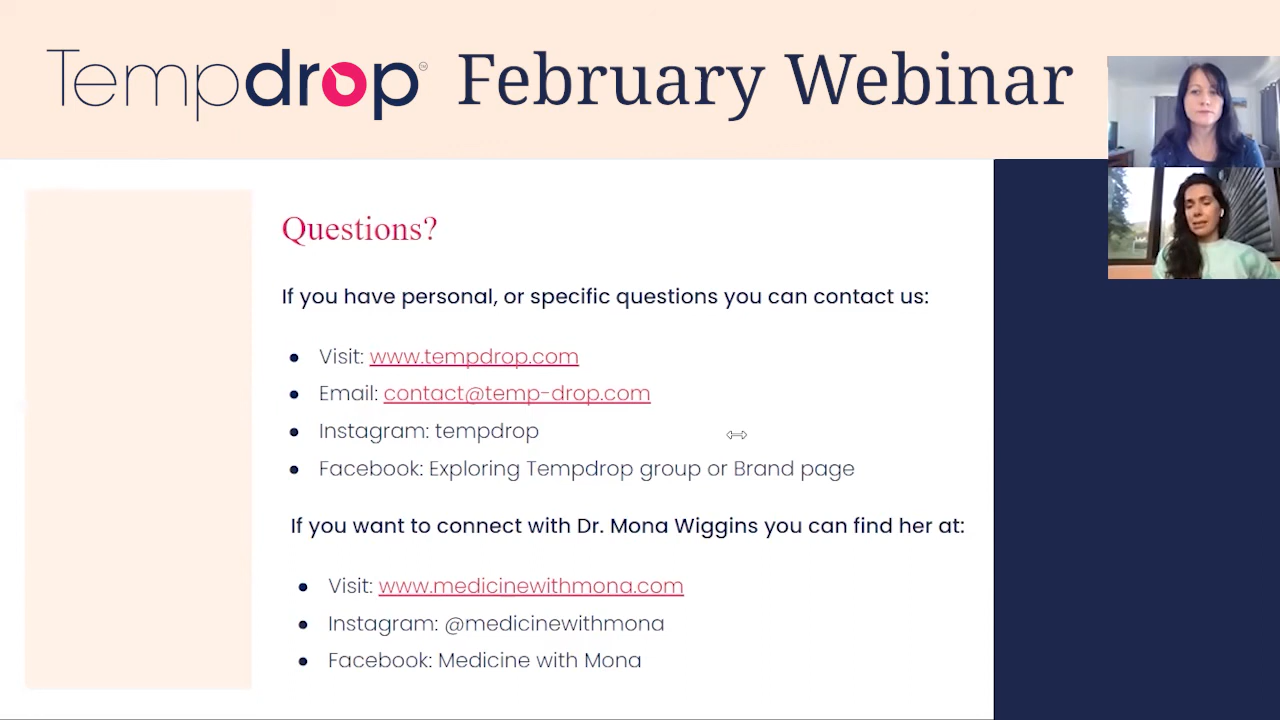 Tempdrop™ February Webinar
Questions?
If you have personal, or specific questions you can contact us:
● Visit: www.tempdrop.com
● Email: contact@temp-drop.com
● Instagram: tempdrop
● Facebook: Exploring Tempdrop group or Brand page
If you want to connect with Dr. Mona Wiggins you can find her at:
● Visit: www.medicinewithmona.com
● Instagram: @medicinewithmona
● Facebook: Medicine with Mona